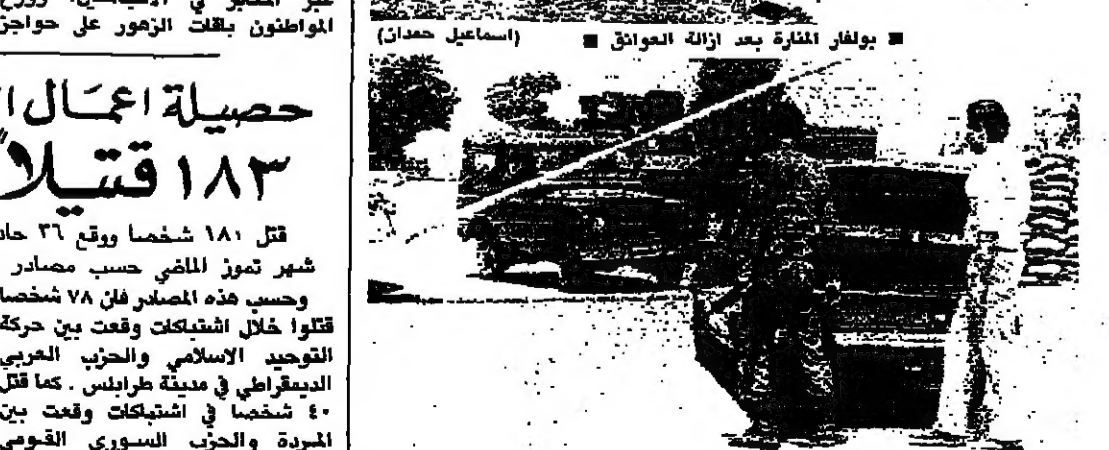 المواطنون باقات الزهور على حواجز
حصيلة اعمَال
١٨٣ قتيلاً
قتل ١٨١ شخصا ووقع ٣٦
شهر تموز الماضي حسب مصادر
وحسب هذه المصادر فان ٧٨ شخصا
قتلوا خلال اشتباكات وقعت بين حركة
التوحيد الاسلامي والحزب العربي
الديمقراطي في مدينة طرابلس . كما قتل
٤٠ شخصا في اشتباكات وقعت بين
المردة والحزب السوري القومي
■ بولفار المنارة بعد ازالة العوائق ■ (اسماعيل حمدان)